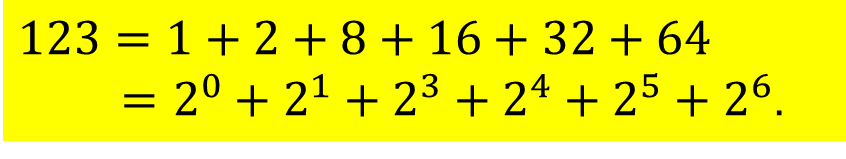 123 = 1 + 2 + 8 + 16 + 32 + 64
= 2⁰ + 2¹ + 2³ + 2⁴ + 2⁵ + 2⁶.